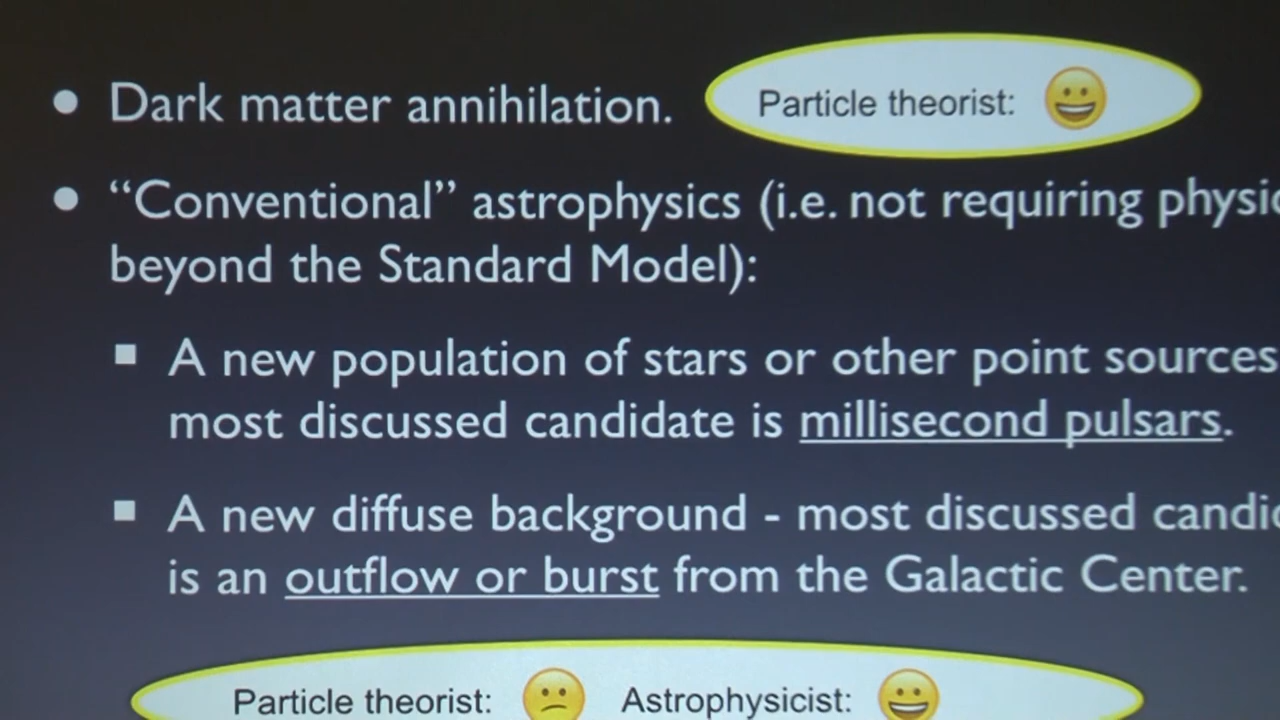 Dark matter annihilation.
Particle theorist:
“Conventional” astrophysics (i.e. not requiring
beyond the Standard Model):
A new population of stars or other point sources
most discussed candidate is millisecond pulsars.
A new diffuse background - most discussed
is an outflow or burst from the Galactic Center.
Particle theorist: Astrophysicist: